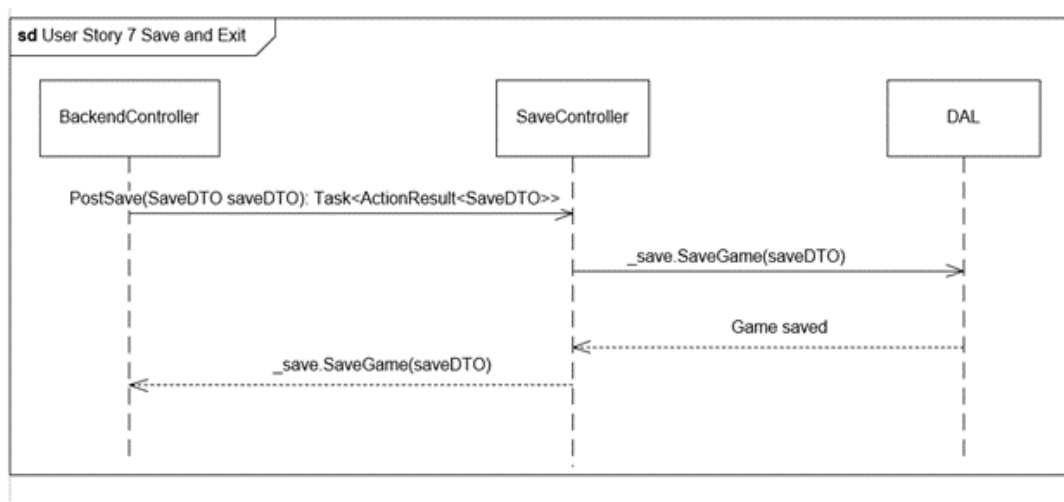 sd User Story 7 Save and Exit
BackendController
SaveController
DAL
PostSave(SaveDTO saveDTO): Task<ActionResult<SaveDTO>>
_save.SaveGame(saveDTO)
Game saved
_save.SaveGame(saveDTO)